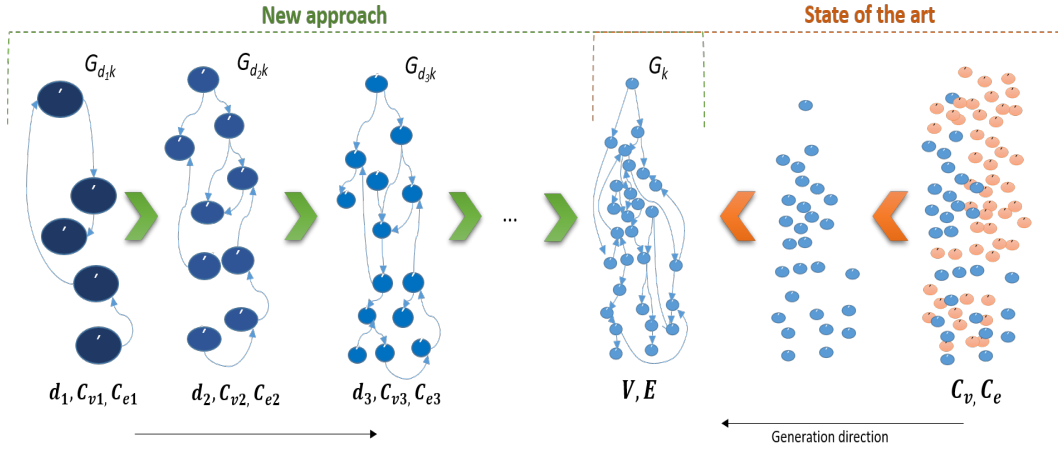 New approach
State of the art
G_{d_1k}
G_{d_2k}
G_{d_3k}
G_k
...
d_1, C_{v1}, C_{e1}
d_2, C_{v2}, C_{e2}
d_3, C_{v3}, C_{e3}
V, E
C_v, C_e
Generation direction